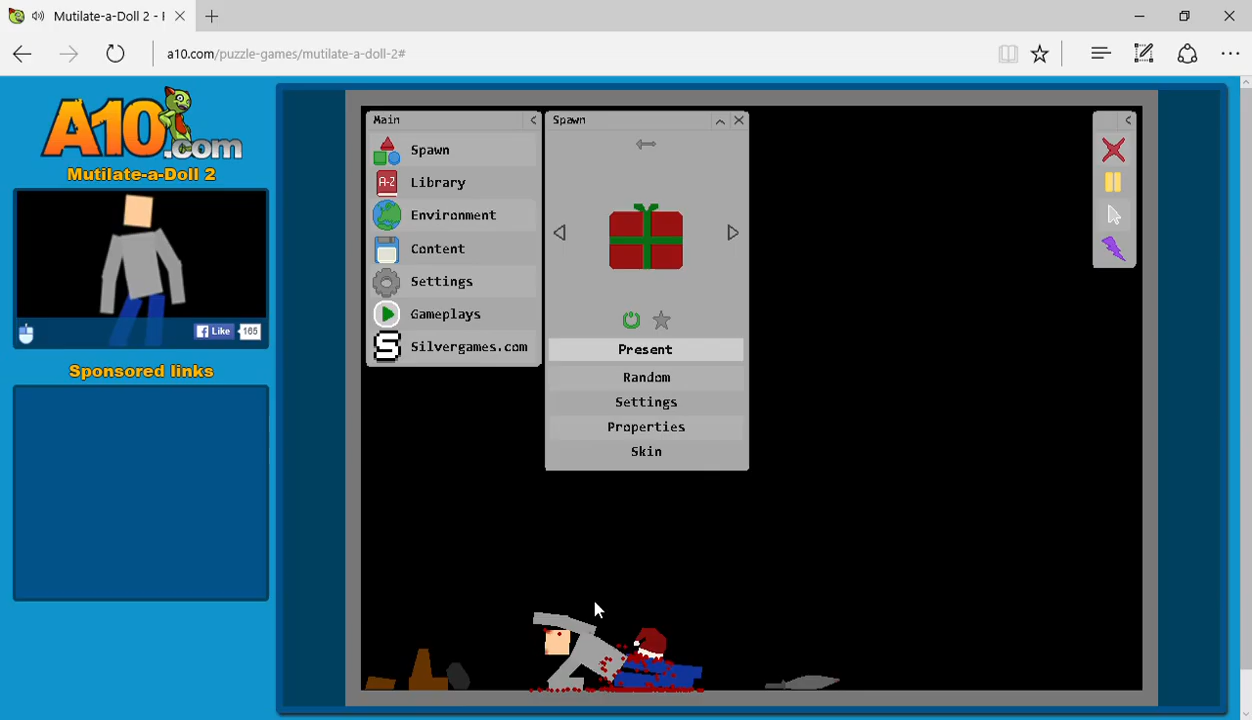 Mutilate-a-Doll 2 - F
a10.com/puzzle-games/mutilate-a-doll-2#
A10.com
Mutilate-a-Doll 2
Like 165
Sponsored links
Main
Spawn
Library
Environment
Content
Settings
Gameplays
Silvergames.com
A-Z
S
Spawn
Present
Random
Settings
Properties
Skin